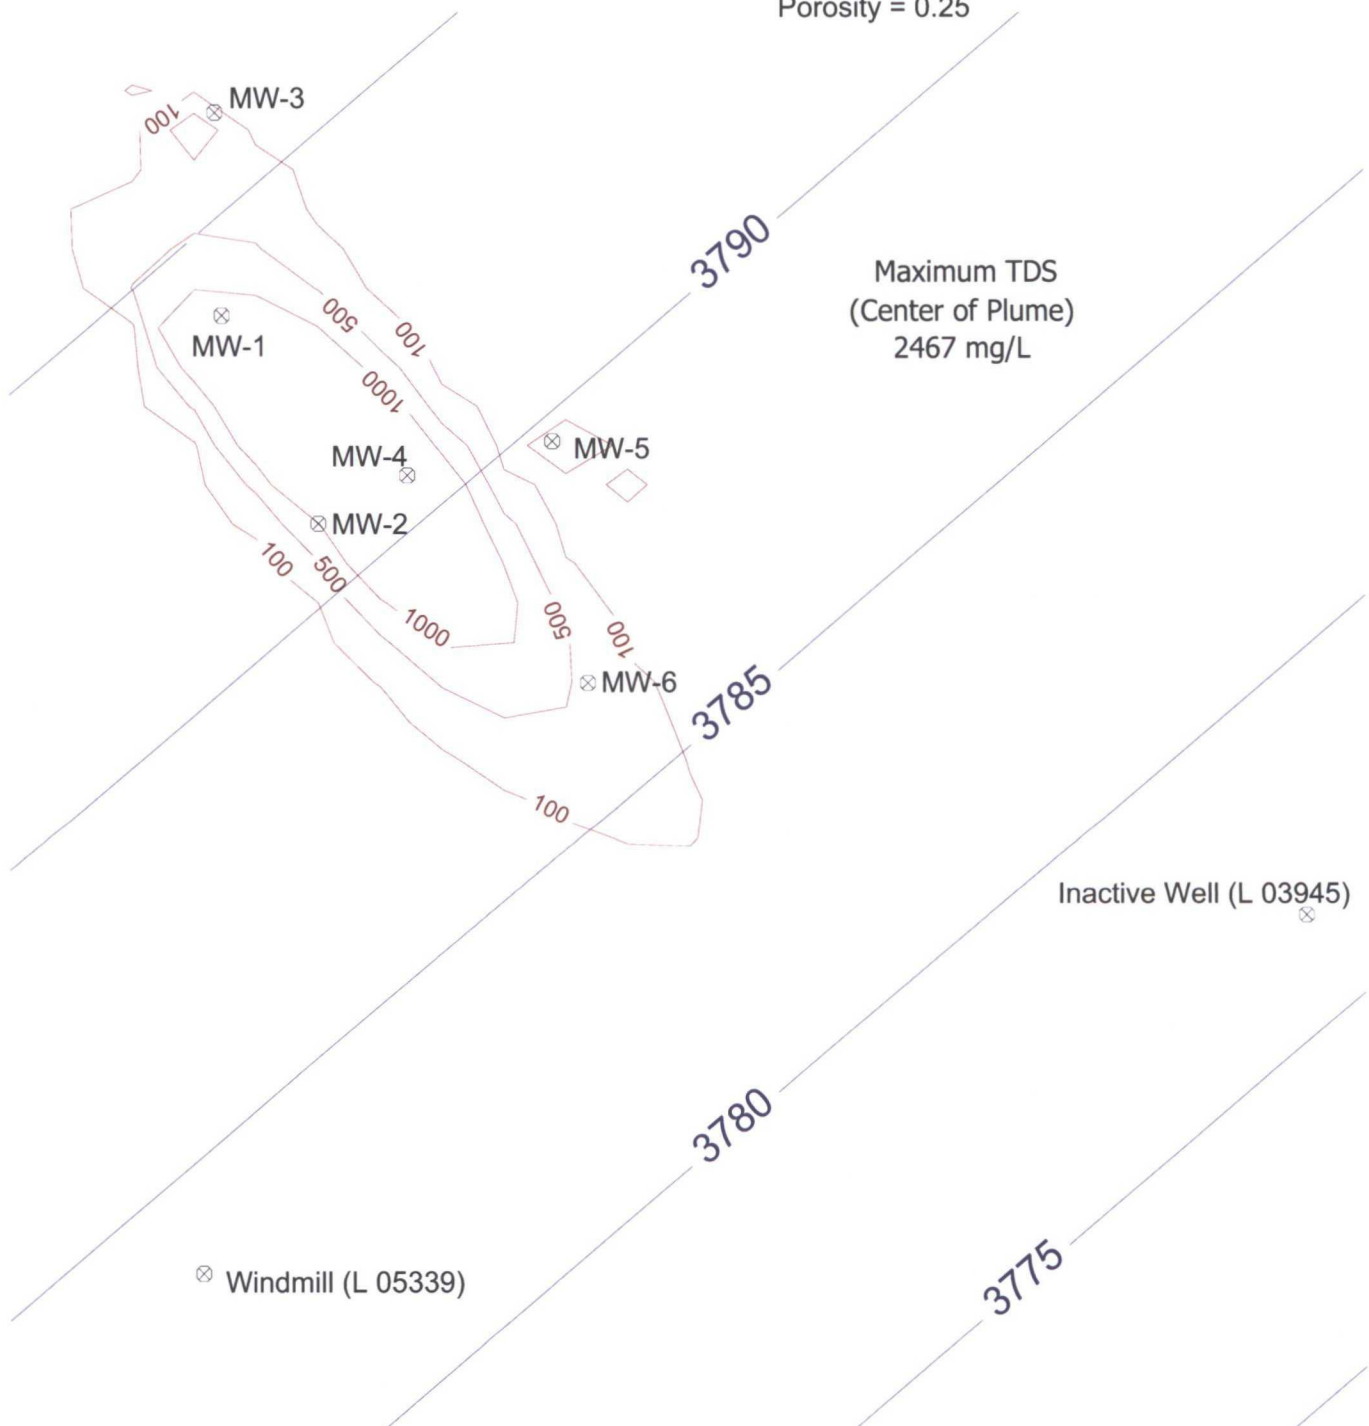 Porosity = 0.25
MW-3
100
3790
Maximum TDS
(Center of Plume)
2467 mg/L
500
100
MW-1
1000
MW-5
MW-4
MW-2
100
500
1000
500
100
MW-6
3785
100
Inactive Well (L 03945)
3780
3775
Windmill (L 05339)